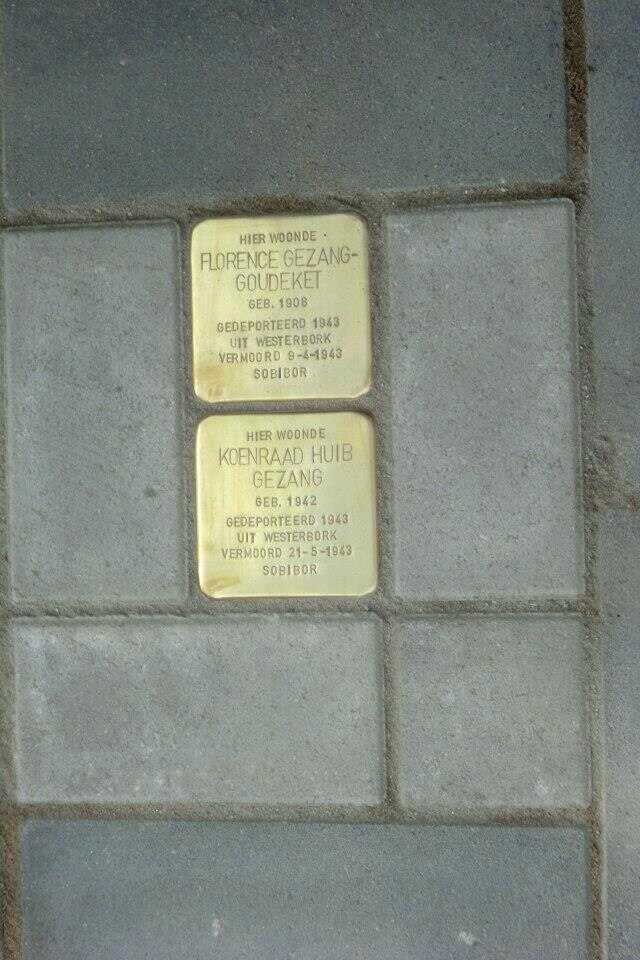 HIER WOONDE
FLORENCE GEZANG-
GOUDEKET
GEB. 1908
GEDEPORTEERD 1943
UIT WESTERBORK
VERMOORD 9-4-1943
SOBIBOR
HIER WOONDE
KOENRAAD HUIB
GEZANG
GEB. 1942
GEDEPORTEERD 1943
UIT WESTERBORK
VERMOORD 21-5-1943
SOBIBOR